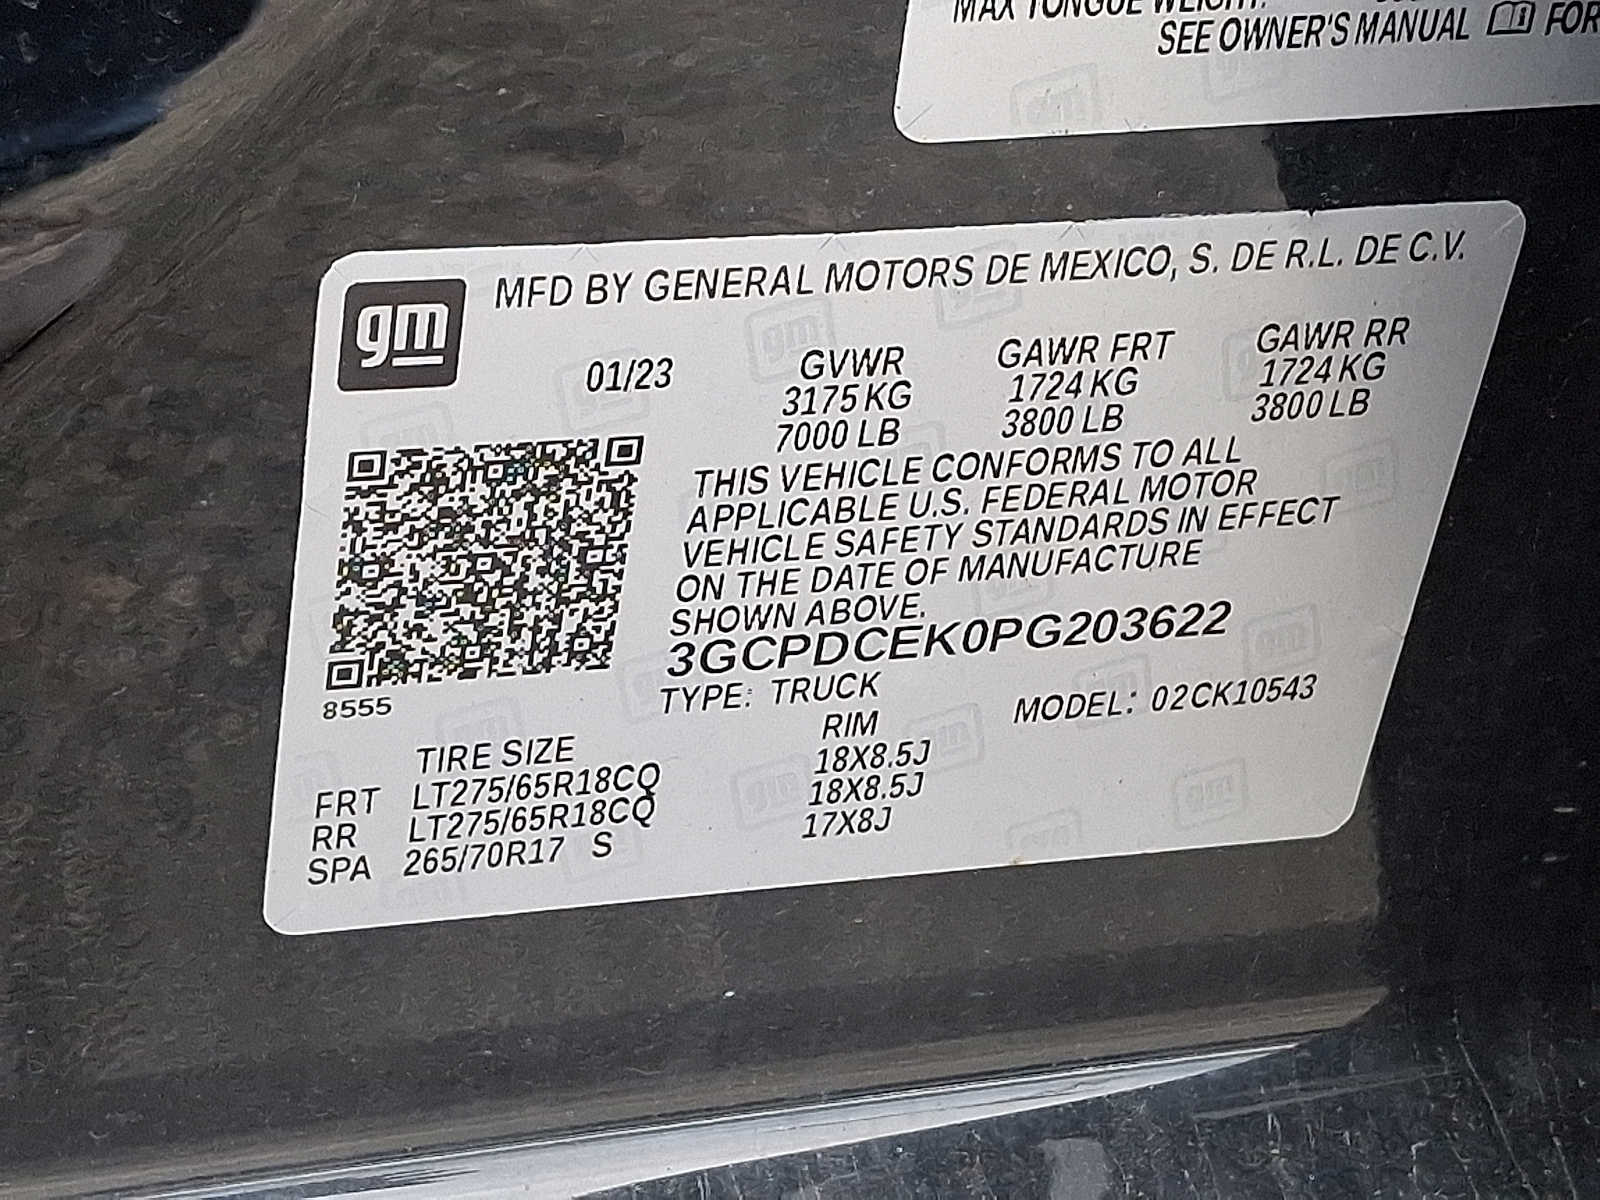 MAX TONGUE WEIGHT:
SEE OWNER'S MANUAL FOR
gm
MFD BY GENERAL MOTORS DE MEXICO, S. DE R.L. DE C.V.
01/23 GVWR GAWR FRT GAWR RR
3175 KG 1724 KG 1724 KG
7000 LB 3800 LB 3800 LB
THIS VEHICLE CONFORMS TO ALL
APPLICABLE U.S. FEDERAL MOTOR
VEHICLE SAFETY STANDARDS IN EFFECT
ON THE DATE OF MANUFACTURE
SHOWN ABOVE.
3GCPDCEK0PG203622
8555
TYPE: TRUCK MODEL: 02CK10543
TIRE SIZE RIM
FRT LT275/65R18CQ 18X8.5J
RR LT275/65R18CQ 18X8.5J
SPA 265/70R17 S 17X8J